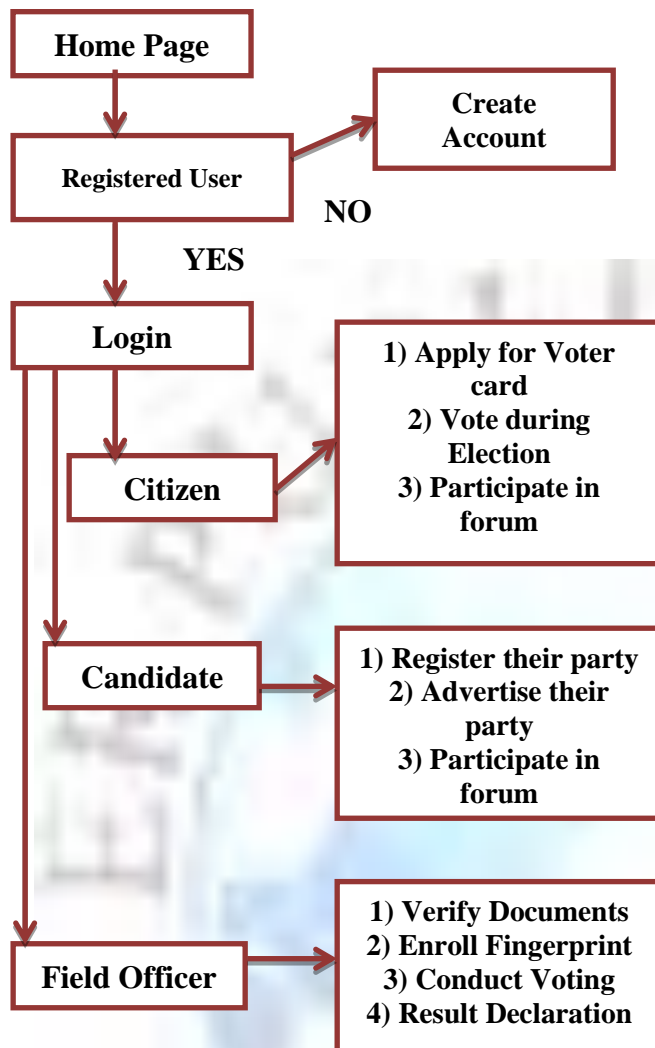 Home Page
Create
Account
Registered User
NO
YES
Login
1) Apply for Voter
card
2) Vote during
Election
3) Participate in
forum
Citizen
Candidate
1) Register their party
2) Advertise their
party
3) Participate in
forum
Field Officer
1) Verify Documents
2) Enroll Fingerprint
3) Conduct Voting
4) Result Declaration